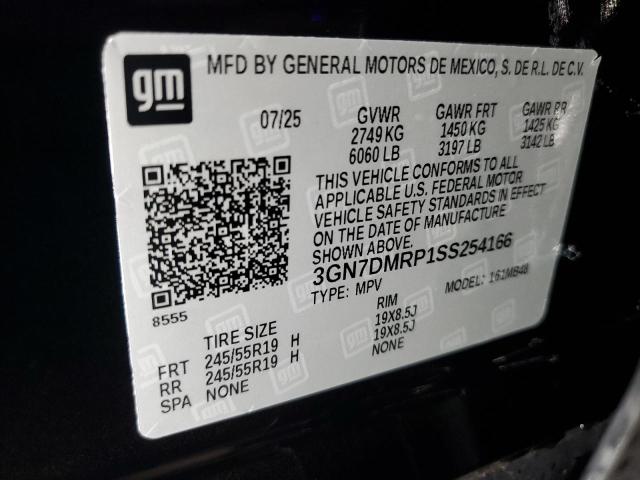 gm
MFD BY GENERAL MOTORS DE MEXICO, S. DE R.L. DE C.V.
07/25 GVWR GAWR FRT GAWR RR
2749 KG 1450 KG 1425 KG
6060 LB 3197 LB 3142 LB
THIS VEHICLE CONFORMS TO ALL
APPLICABLE U.S. FEDERAL MOTOR
VEHICLE SAFETY STANDARDS IN EFFECT
ON THE DATE OF MANUFACTURE
SHOWN ABOVE.
3GN7DMRP1SS254166
TYPE: MPV MODEL: 161MB48
8555
TIRE SIZE RIM
FRT 245/55R19 H 19X8.5J
RR 245/55R19 H 19X8.5J
SPA NONE NONE